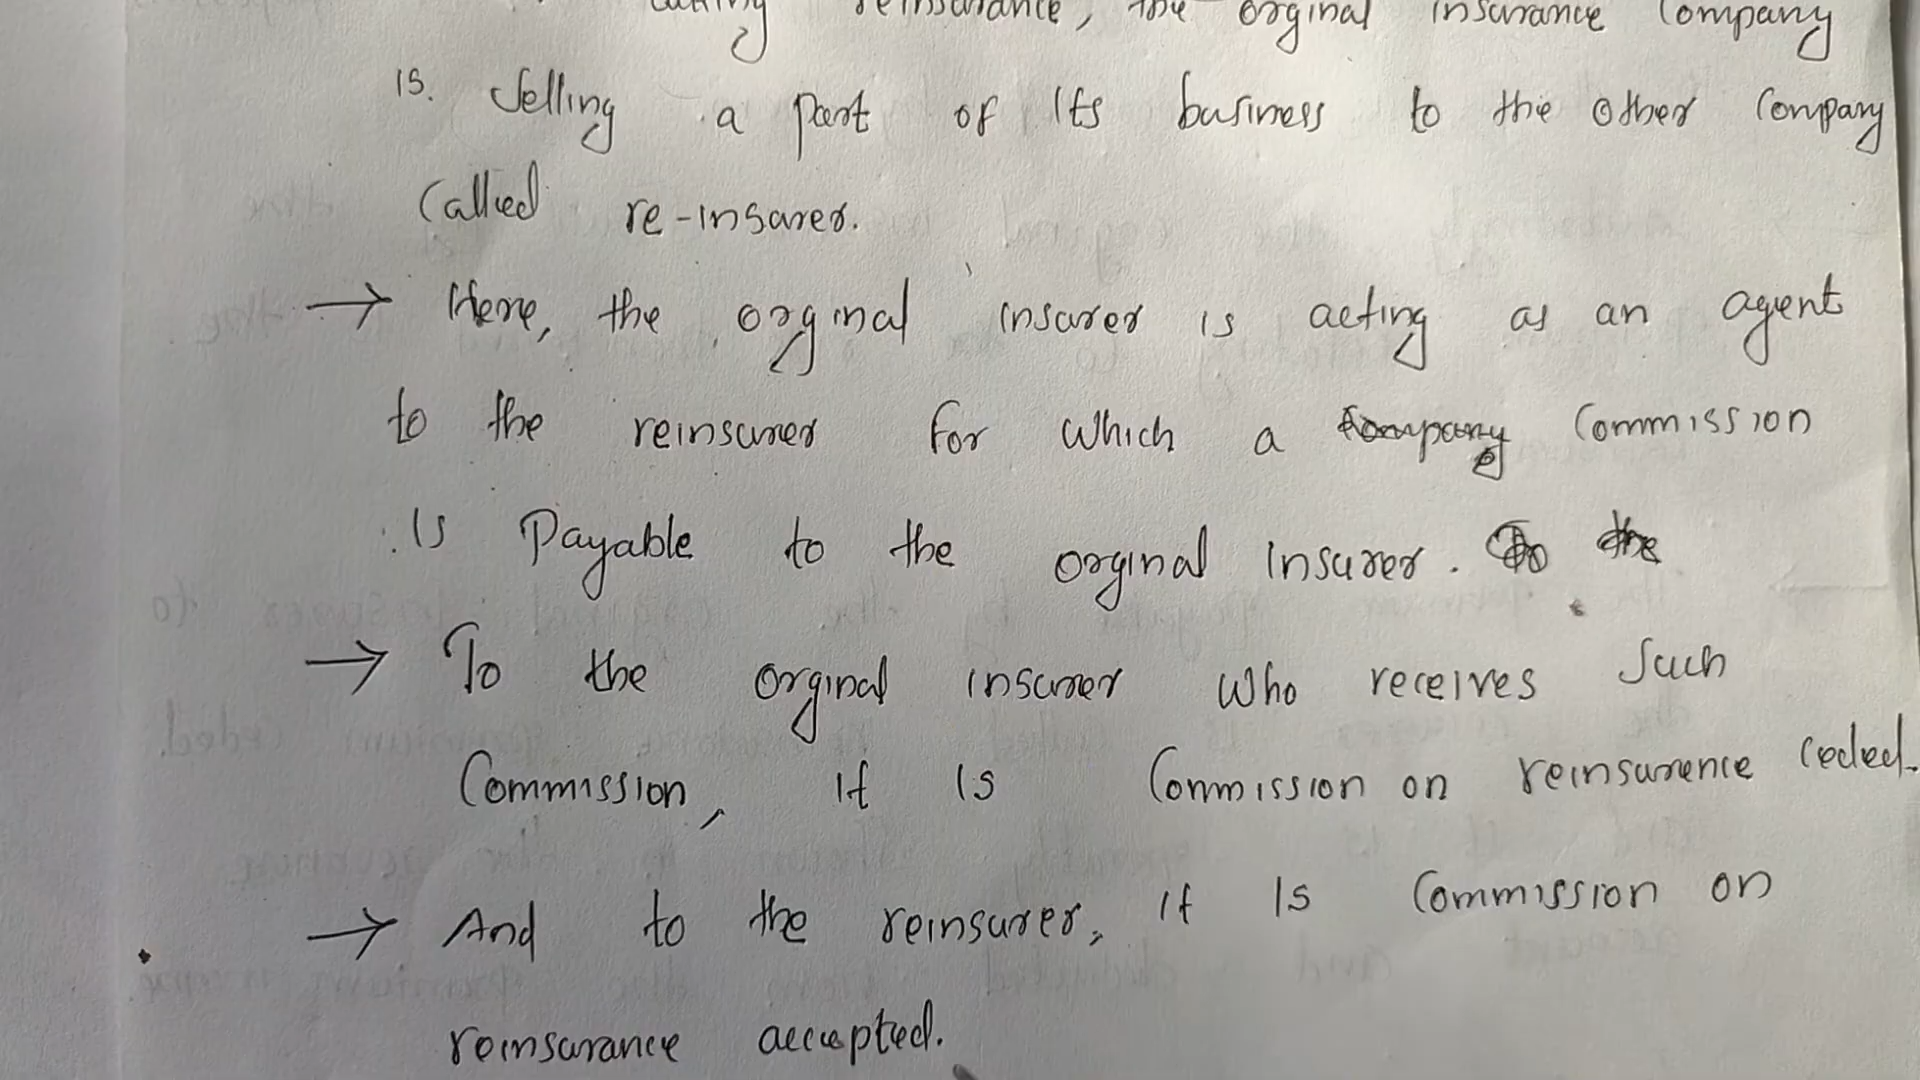 reinsurance, the orginal insurance Company
is. Selling a part of Its business to the other Company
Called re-insurer.
→ Here, the orginal insurer is acting as an agent
to the reinsurer for which a Company Commission
is Payable to the orginal insurer. To the
→ To the orginal insurer who receives Such
Commission, it is Commission on reinsurence ceded.
→ And to the reinsurer, it is Commission on
reinsurance accepted.